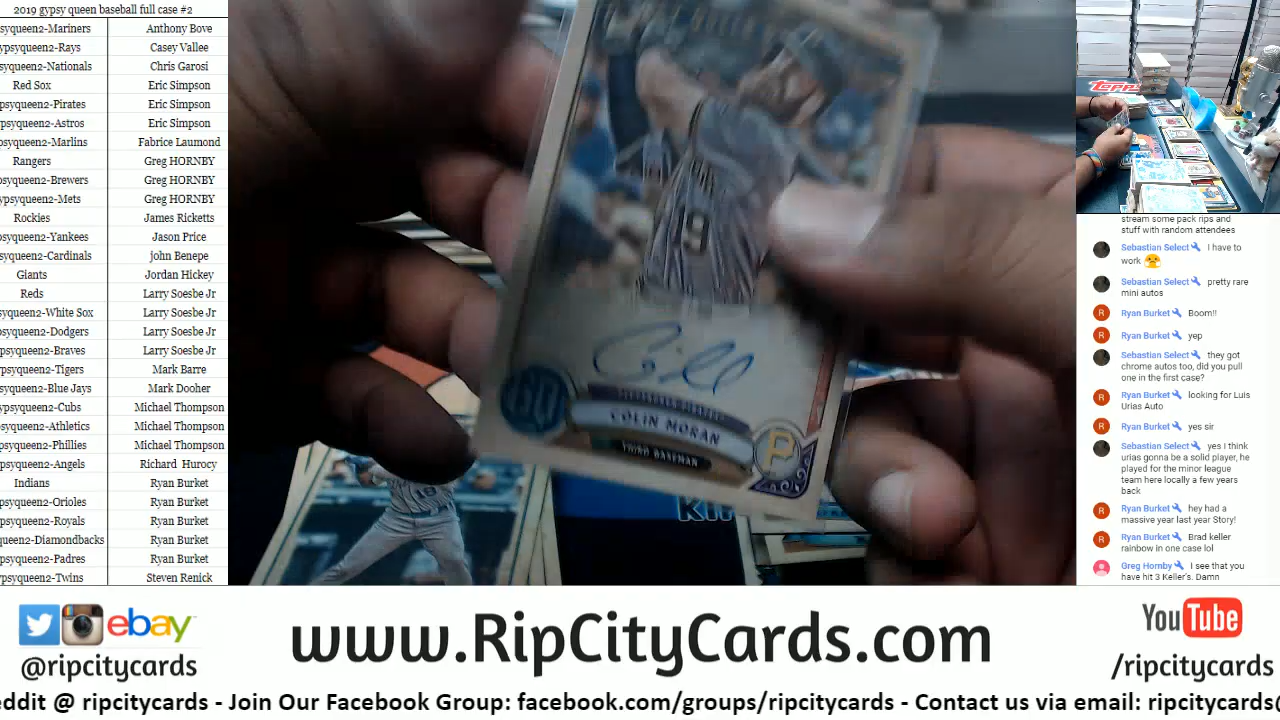 2019 gypsy queen baseball full case #2
syqueen2-Mariners Anthony Bove
ypsyqueen2-Rays Casey Vallee
syqueen2-Nationals Chris Garosi
Red Sox Eric Simpson
psyqueen2-Pirates Eric Simpson
psyqueen2-Astros Eric Simpson
osyqueen2-Marlins Fabrice Laumond
Rangers Greg HORNBY
psyqueen2-Brewers Greg HORNBY
ypsyqueen2-Mets Greg HORNBY
Rockies James Ricketts
psyqueen2-Yankees Jason Price
osyqueen2-Cardinals john Benepe
Giants Jordan Hickey
Reds Larry Soesbe Jr
syqueen2-White Sox Larry Soesbe Jr
psyqueen2-Dodgers Larry Soesbe Jr
psyqueen2-Braves Larry Soesbe Jr
psyqueen2-Tigers Mark Barre
osyqueen2-Blue Jays Mark Dooher
ypsyqueen2-Cubs Michael Thompson
psyqueen2-Athletics Michael Thompson
psyqueen2-Phillies Michael Thompson
psyqueen2-Angels Richard Hurocy
Indians Ryan Burket
psyqueen2-Orioles Ryan Burket
psyqueen2-Royals Ryan Burket
queen2-Diamondbacks Ryan Burket
psyqueen2-Padres Ryan Burket
ypsyqueen2-Twins Steven Renick
19
GQ
COLIN MORAN
THIRD BASEMAN
P
Topps
stream some pack rips and
stuff with random attendees
Sebastian Select I have to
work
Sebastian Select pretty rare
mini autos
R Ryan Burket Boom!!
R Ryan Burket yep
Sebastian Select they got
chrome autos too, did you pull
one in the first case?
R Ryan Burket looking for Luis
Urias Auto
R Ryan Burket yes sir
Sebastian Select yes I think
urias gonna be a solid player, he
played for the minor league
team here locally a few years
back
R Ryan Burket hey had a
massive year last year Story!
R Ryan Burket Brad keller
rainbow in one case lol
Greg Hornby I see that you
have hit 3 Keller's. Damn
ebay
@ripcitycards
www.RipCityCards.com
YouTube
/ripcitycards
eddit @ ripcitycards - Join Our Facebook Group: facebook.com/groups/ripcitycards - Contact us via email: ripcitycards@